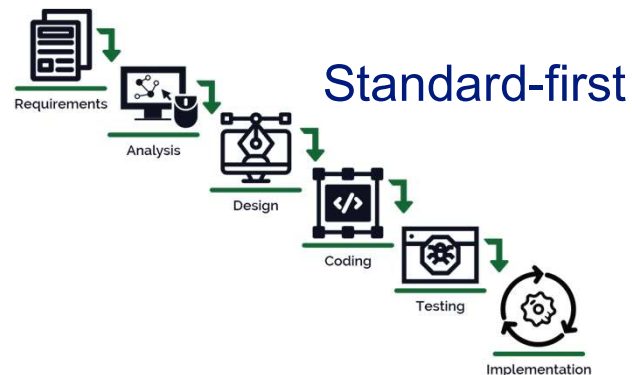 Standard-first
Requirements
Analysis
Design
</>
Coding
Testing
Implementation